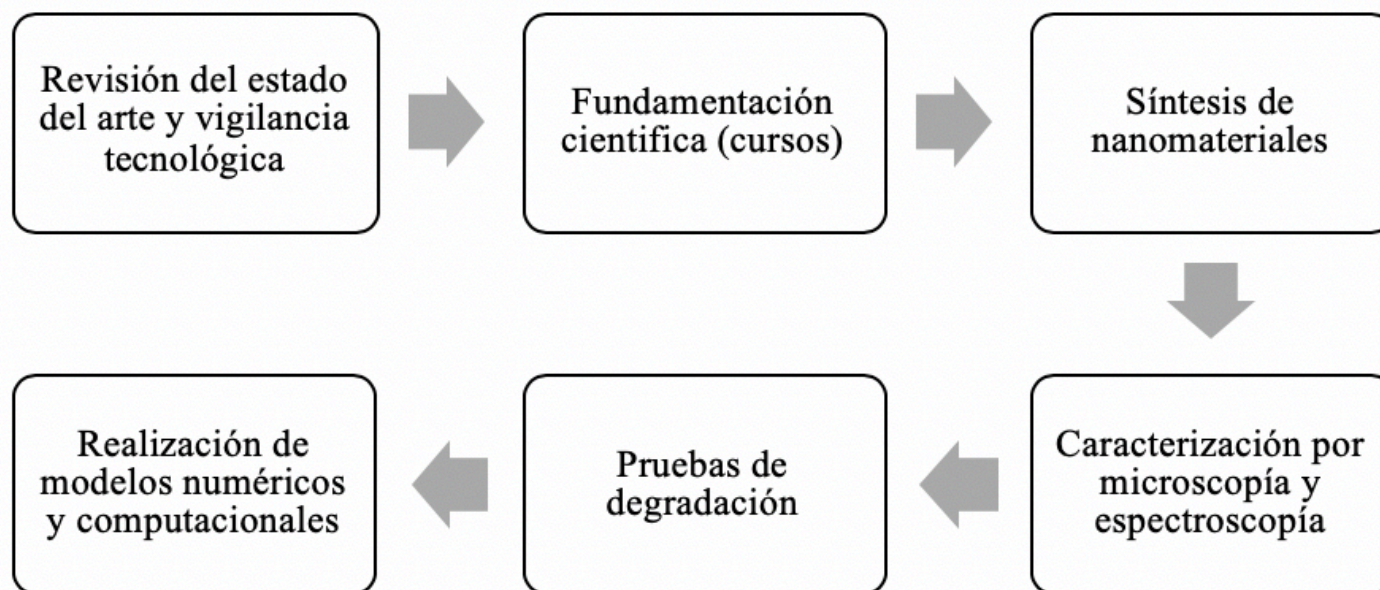 Revisión del estado
del arte y vigilancia
tecnológica
Fundamentación
cientifica (cursos)
Síntesis de
nanomateriales
Caracterización por
microscopía y
espectroscopía
Pruebas de
degradación
Realización de
modelos numéricos
y computacionales